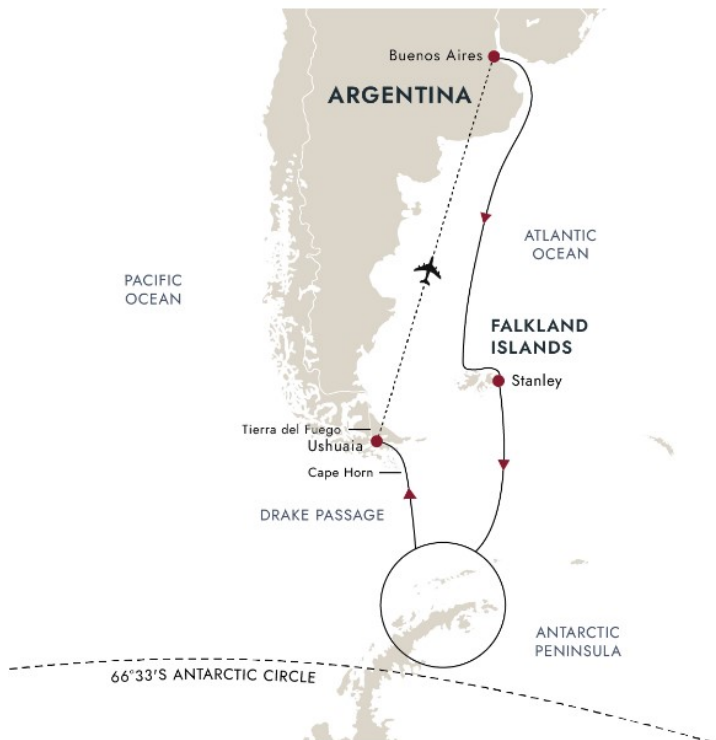 Buenos Aires
ARGENTINA
ATLANTIC
OCEAN
PACIFIC
OCEAN
FALKLAND
ISLANDS
Stanley
Tierra del Fuego
Ushuaia
Cape Horn
DRAKE PASSAGE
ANTARCTIC
PENINSULA
66°33'S ANTARCTIC CIRCLE